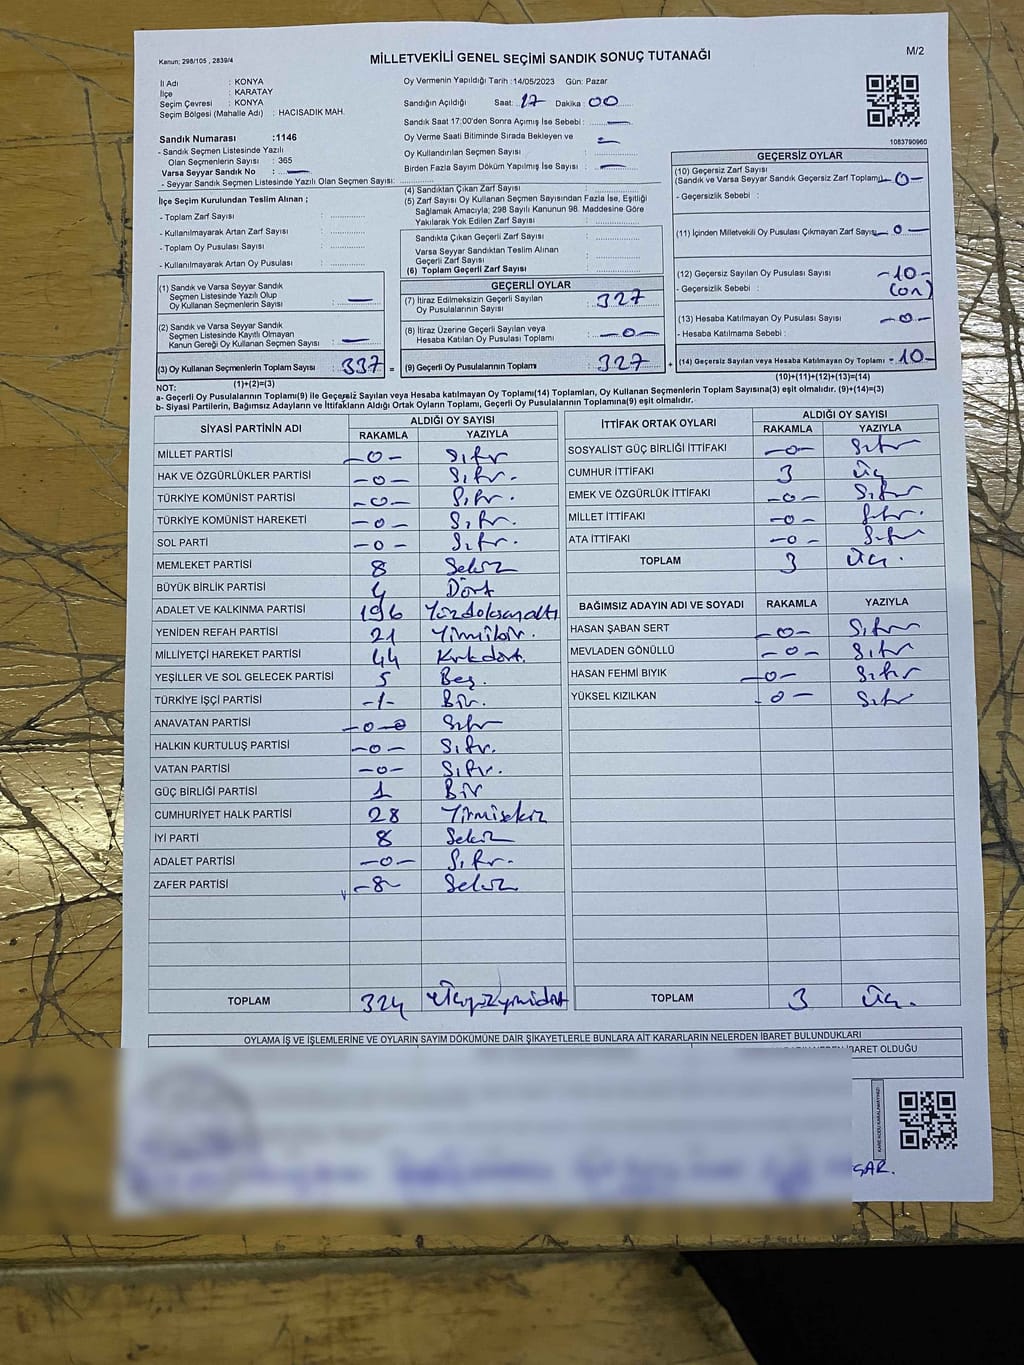 Kanun; 298/105 , 2839/4
MİLLETVEKİLİ GENEL SEÇİMİ SANDIK SONUÇ TUTANAĞI
M/2
İl Adı : KONYA
İlçe : KARATAY
Seçim Çevresi : KONYA
Seçim Bölgesi (Mahalle Adı) : HACISADIK MAH.
Sandık Numarası :1146
- Sandık Seçmen Listesinde Yazılı
Olan Seçmenlerin Sayısı : 365
Varsa Seyyar Sandık No : —
- Seyyar Sandık Seçmen Listesinde Yazılı Olan Seçmen Sayısı:
Oy Vermenin Yapıldığı Tarih :14/05/2023 Gün: Pazar
Sandığın Açıldığı Saat: 17 Dakika : 00
Sandık Saat 17:00'den Sonra Açılmış İse Sebebi : —
Oy Verme Saati Bitiminde Sırada Bekleyen ve
Oy Kullandırılan Seçmen Sayısı : —
Birden Fazla Sayım Döküm Yapılmış İse Sayısı : —
1083790960
İlçe Seçim Kurulundan Teslim Alınan ;
- Toplam Zarf Sayısı :
- Kullanılmayarak Artan Zarf Sayısı :
- Toplam Oy Pusulası Sayısı :
- Kullanılmayarak Artan Oy Pusulası :
(4) Sandıktan Çıkan Zarf Sayısı :
(5) Zarf Sayısı Oy Kullanan Seçmen Sayısından Fazla İse, Eşitliği
Sağlamak Amacıyla; 298 Sayılı Kanunun 98. Maddesine Göre
Yakılarak Yok Edilen Zarf Sayısı :
Sandıkta Çıkan Geçerli Zarf Sayısı :
Varsa Seyyar Sandıktan Teslim Alınan
Geçerli Zarf Sayısı :
(6) Toplam Geçerli Zarf Sayısı :
GEÇERSİZ OYLAR
(10) Geçersiz Zarf Sayısı
(Sandık ve Varsa Seyyar Sandık Geçersiz Zarf Toplamı) -0-
- Geçersizlik Sebebi :
(11) İçinden Milletvekili Oy Pusulası Çıkmayan Zarf Sayısı -0-
(12) Geçersiz Sayılan Oy Pusulası Sayısı -10-
- Geçersizlik Sebebi : (on)
(13) Hesaba Katılmayan Oy Pusulası Sayısı -0-
- Hesaba Katılmama Sebebi :
(14) Geçersiz Sayılan veya Hesaba Katılmayan Oy Toplamı -10-
(10)+(11)+(12)+(13)=(14)
(1) Sandık ve Varsa Seyyar Sandık
Seçmen Listesinde Yazılı Olup
Oy Kullanan Seçmenlerin Sayısı : —
(2) Sandık ve Varsa Seyyar Sandık
Seçmen Listesinde Kayıtlı Olmayan
Kanun Gereği Oy Kullanan Seçmen Sayısı : —
(3) Oy Kullanan Seçmenlerin Toplam Sayısı : 337 =
(1)+(2)=(3)
GEÇERLİ OYLAR
(7) İtiraz Edilmeksizin Geçerli Sayılan
Oy Pusulalarının Sayısı : 327
(8) İtiraz Üzerine Geçerli Sayılan veya
Hesaba Katılan Oy Pusulası Toplamı : -0-
(9) Geçerli Oy Pusulalarının Toplamı : 327 +
NOT:
a- Geçerli Oy Pusulalarının Toplamı(9) ile Geçersiz Sayılan veya Hesaba katılmayan Oy Toplamı(14) Toplamları, Oy Kullanan Seçmenlerin Toplam Sayısına(3) eşit olmalıdır. (9)+(14)=(3)
b- Siyasi Partilerin, Bağımsız Adayların ve İttifakların Aldığı Ortak Oyların Toplamı, Geçerli Oy Pusulalarının Toplamına(9) eşit olmalıdır.
SİYASİ PARTİNİN ADI ALDIĞI OY SAYISI
RAKAMLA YAZIYLA
MİLLET PARTİSİ -0- Sıfır
HAK VE ÖZGÜRLÜKLER PARTİSİ -0- Sıfır.
TÜRKİYE KOMÜNİST PARTİSİ -0- Sıfır.
TÜRKİYE KOMÜNİST HAREKETİ -0- Sıfır.
SOL PARTİ -0- Sıfır.
MEMLEKET PARTİSİ 8 Sekiz
BÜYÜK BİRLİK PARTİSİ 4 Dört
ADALET VE KALKINMA PARTİSİ 196 Yüzdoksanaltı
YENİDEN REFAH PARTİSİ 21 Yirmibir.
MİLLİYETÇİ HAREKET PARTİSİ 44 Kırkdört.
YEŞİLLER VE SOL GELECEK PARTİSİ 5 Beş.
TÜRKİYE İŞÇİ PARTİSİ -1- Bir.
ANAVATAN PARTİSİ -0- Sıfır
HALKIN KURTULUŞ PARTİSİ -0- Sıfır.
VATAN PARTİSİ -0- Sıfır.
GÜÇ BİRLİĞİ PARTİSİ 1 Bir
CUMHURİYET HALK PARTİSİ 28 Yirmisekiz
İYİ PARTİ 8 Sekiz
ADALET PARTİSİ -0- Sıfır.
ZAFER PARTİSİ -8- Sekiz
TOPLAM 324 Üçyüzyirmidört
İTTİFAK ORTAK OYLARI ALDIĞI OY SAYISI
RAKAMLA YAZIYLA
SOSYALİST GÜÇ BİRLİĞİ İTTİFAKI -0- Sıfır
CUMHUR İTTİFAKI 3 Üç
EMEK VE ÖZGÜRLÜK İTTİFAKI -0- Sıfır
MİLLET İTTİFAKI -0- Sıfır.
ATA İTTİFAKI -0- Sıfır
TOPLAM 3 Üç.
BAĞIMSIZ ADAYIN ADI VE SOYADI RAKAMLA YAZIYLA
HASAN ŞABAN SERT -0- Sıfır
MEVLADEN GÖNÜLLÜ -0- Sıfır
HASAN FEHMİ BIYIK -0- Sıfır
YÜKSEL KIZILKAN -0- Sıfır
TOPLAM 3 Üç.
OYLAMA İŞ VE İŞLEMLERİNE VE OYLARIN SAYIM DÖKÜMÜNE DAİR ŞİKAYETLERLE BUNLARA AİT KARARLARIN NELERDEN İBARET BULUNDUKLARI
İBARET OLDUĞU
KARE KODU KARALAMAYINIZ!